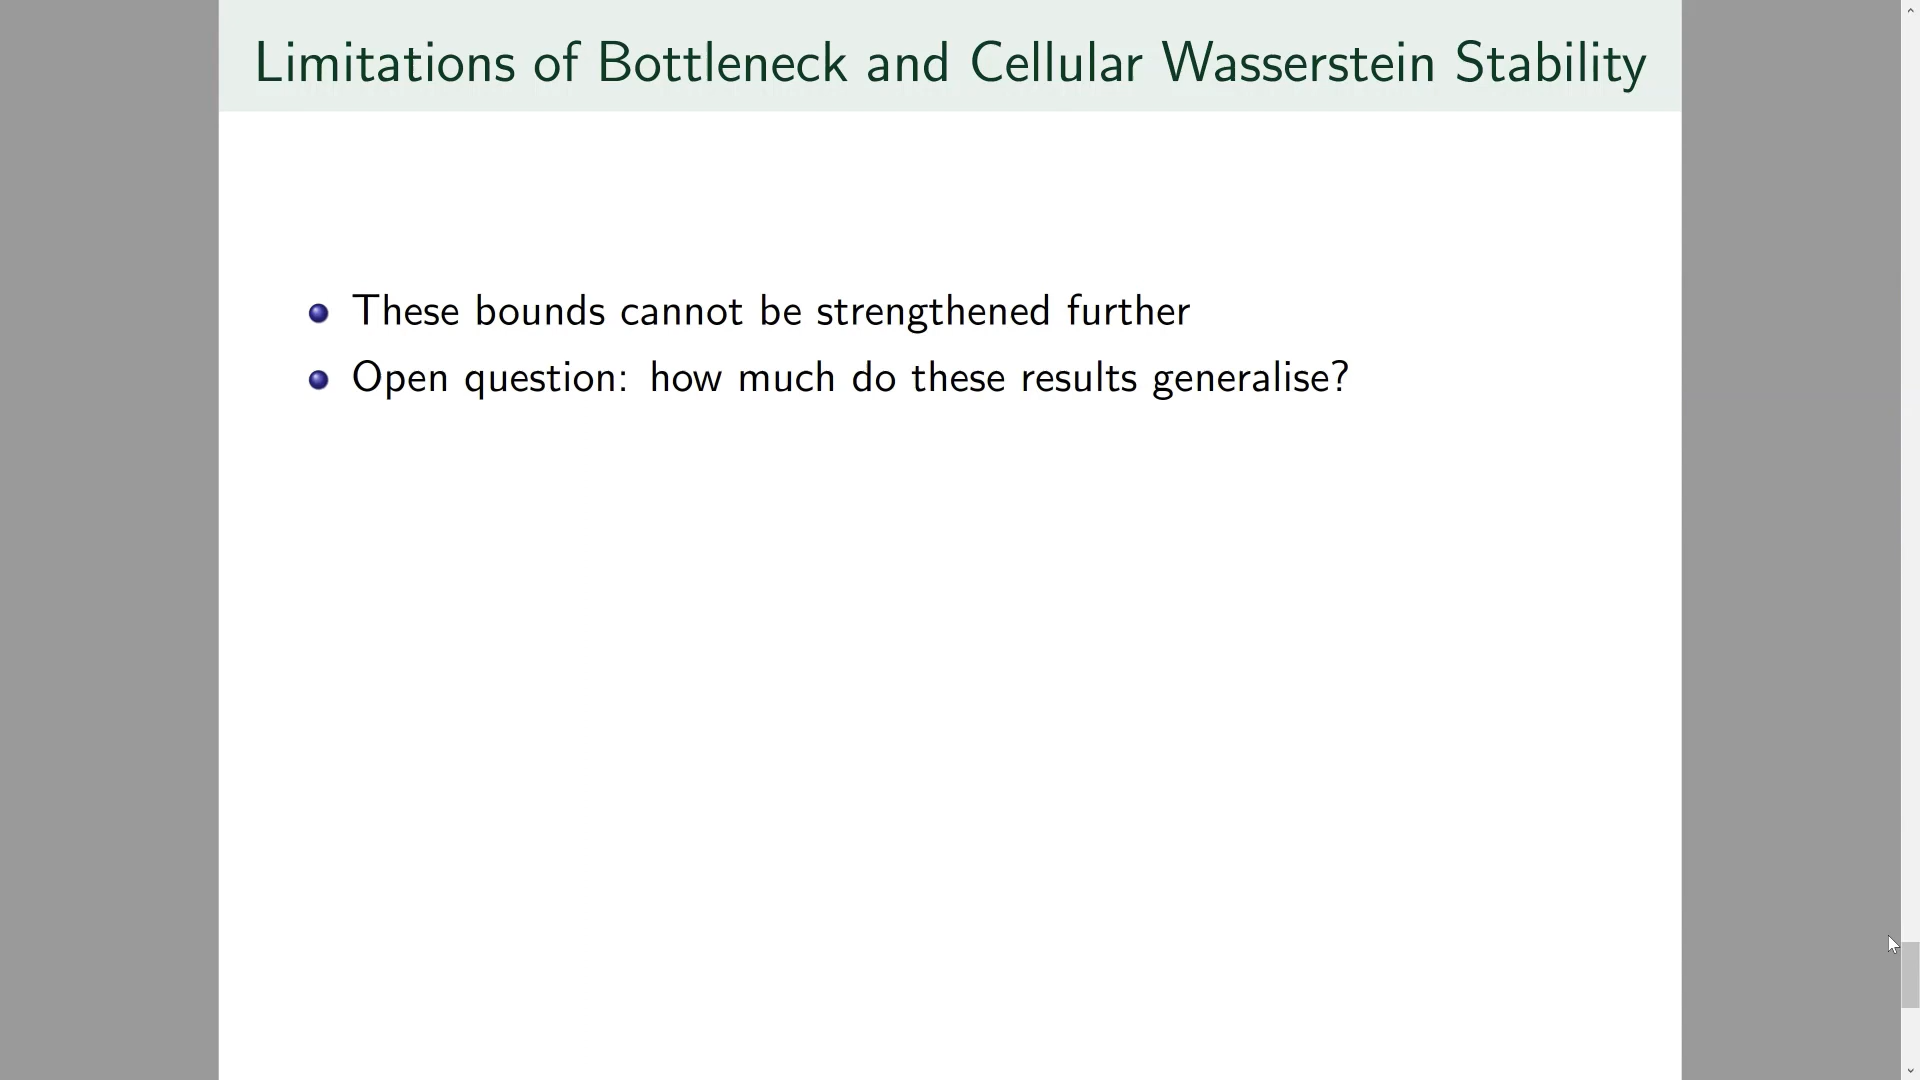 Limitations of Bottleneck and Cellular Wasserstein Stability
These bounds cannot be strengthened further
Open question: how much do these results generalise?